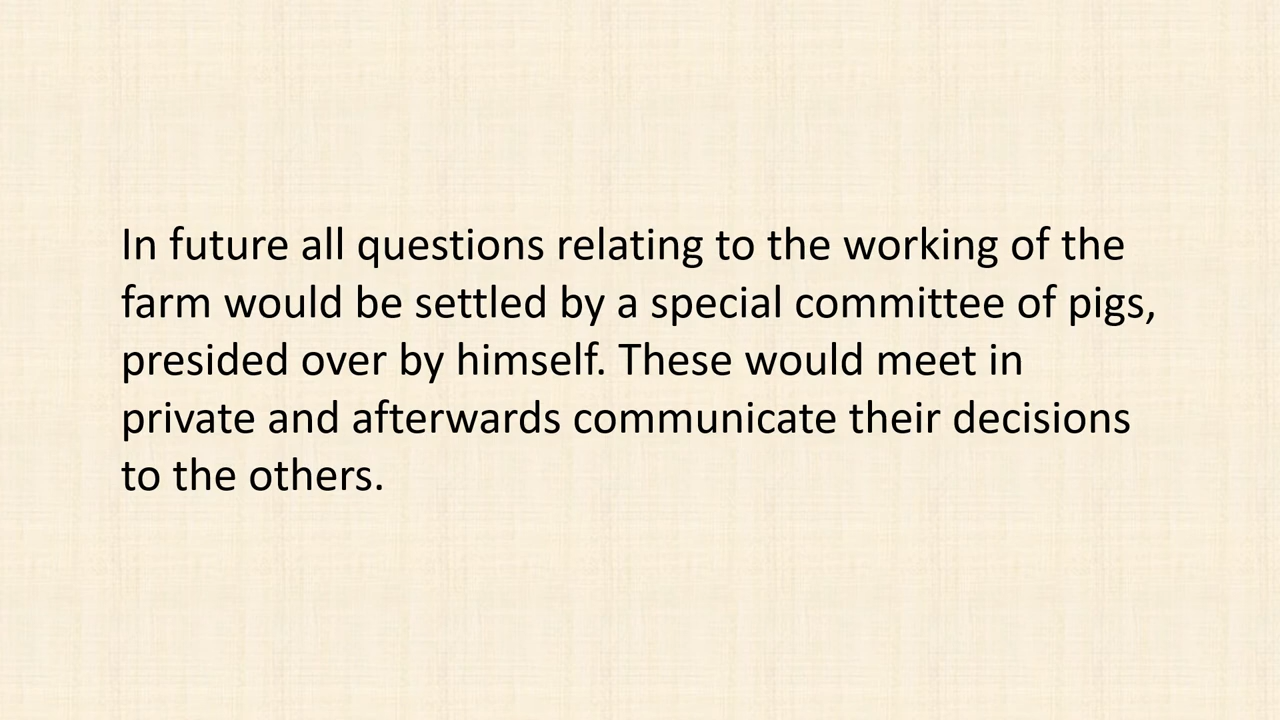 In future all questions relating to the working of the
farm would be settled by a special committee of pigs,
presided over by himself. These would meet in
private and afterwards communicate their decisions
to the others.